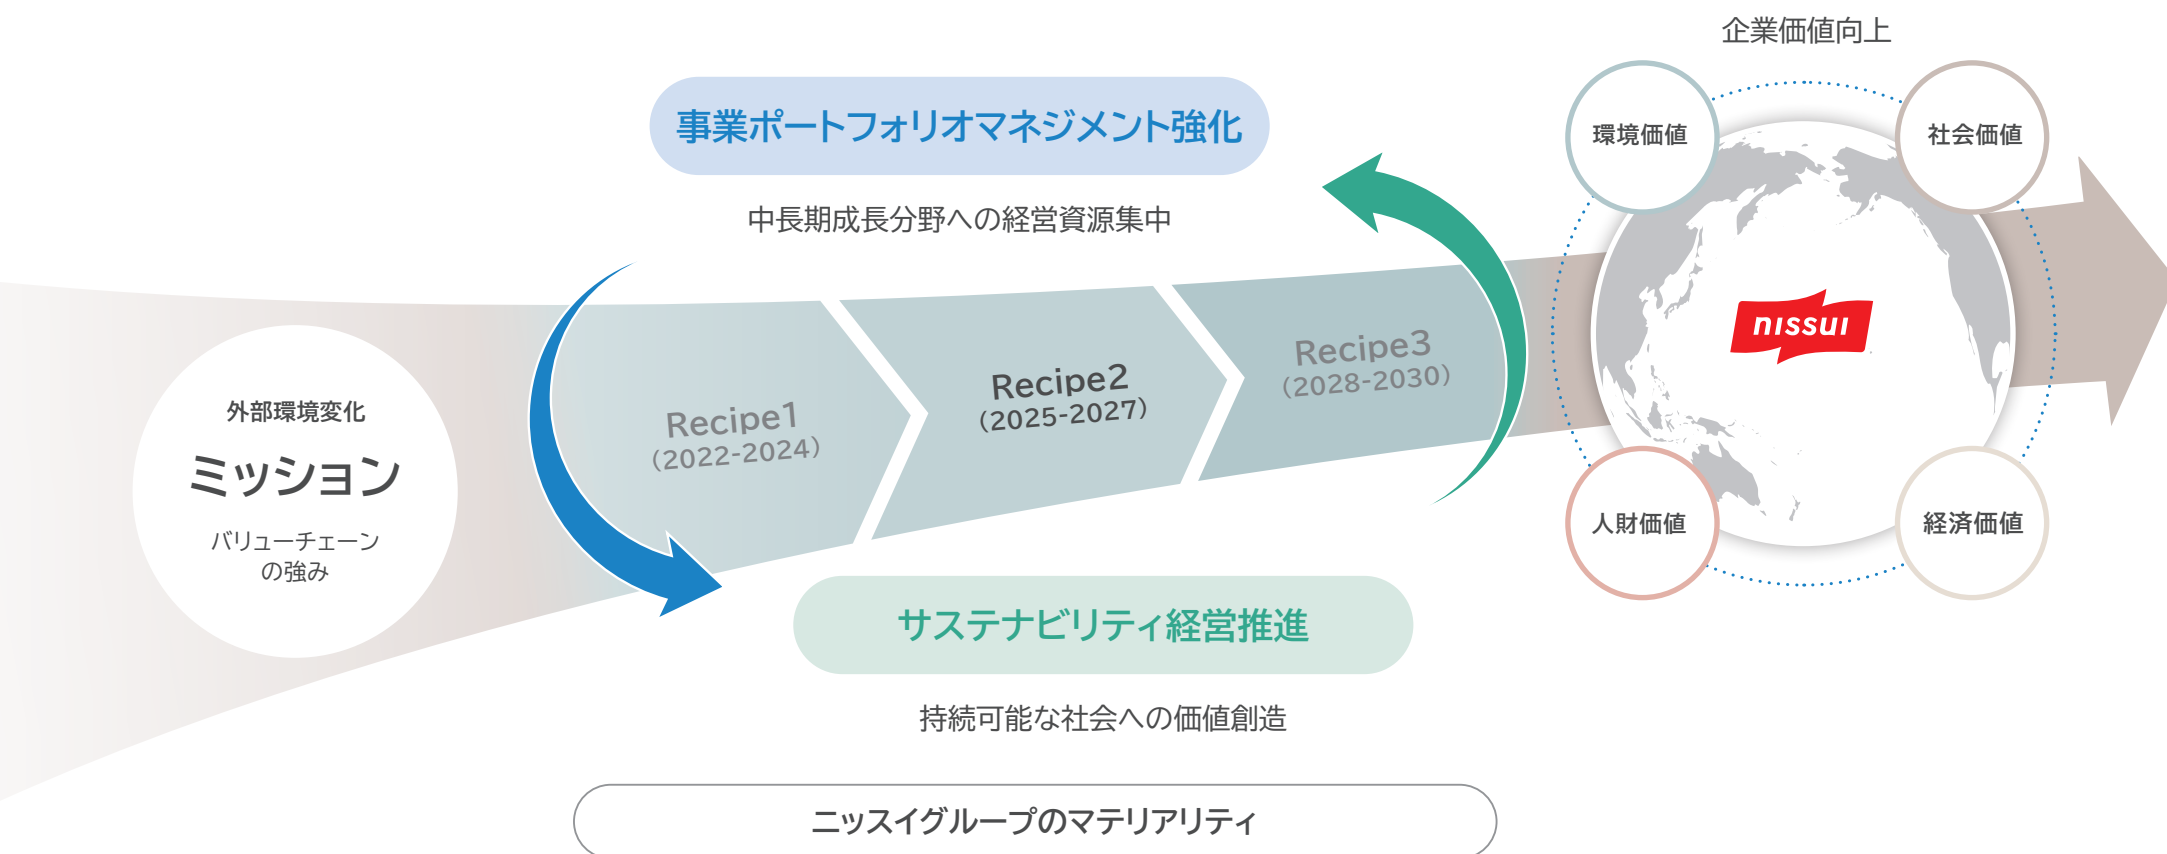 企業価値向上
事業ポートフォリオマネジメント強化
中長期成長分野への経営資源集中
環境価値
社会価値
外部環境変化
ミッション
バリューチェーン
の強み
Recipe1
(2022-2024)
Recipe2
(2025-2027)
Recipe3
(2028-2030)
nissui
人財価値
経済価値
サステナビリティ経営推進
持続可能な社会への価値創造
ニッスイグループのマテリアリティ